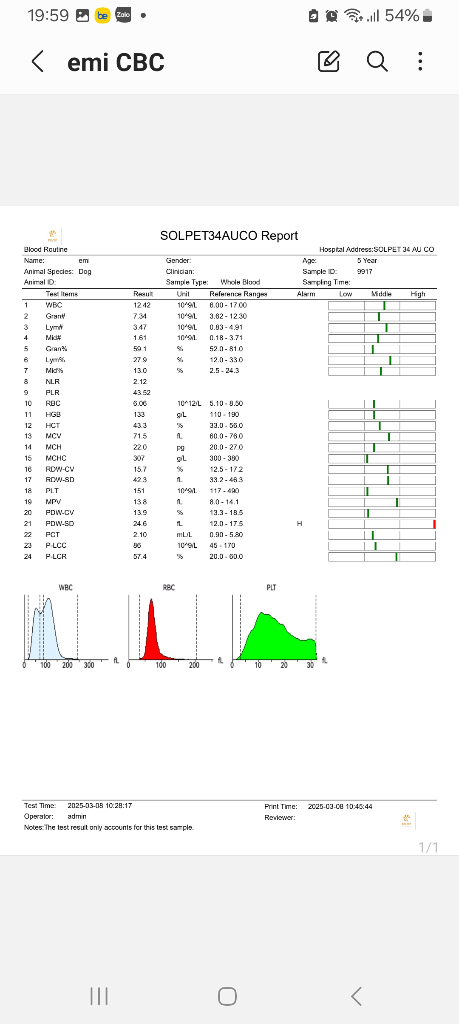 19:59 be Zalo 54%
emi CBC
SOLPET34AUCO Report
Blood Routine Hospital Address:SOLPET 34 AU CO
Name: emi Gender: Age: 5 Year
Animal Species: Dog Clinician: Sample ID: 9917
Animal ID: Sample Type: Whole Blood Sampling Time:
Test Items Result Unit Reference Ranges Alarm Low Middle High
1 WBC 12.42 10^9/L 6.00 - 17.00
2 Gran# 7.34 10^9/L 3.62 - 12.30
3 Lym# 3.47 10^9/L 0.83 - 4.91
4 Mid# 1.61 10^9/L 0.18 - 3.71
5 Gran% 59.1 % 52.0 - 81.0
6 Lym% 27.9 % 12.0 - 33.0
7 Mid% 13.0 % 2.5 - 24.3
8 NLR 2.12
9 PLR 43.52
10 RBC 6.06 10^12/L 5.10 - 8.50
11 HGB 133 g/L 110 - 190
12 HCT 43.3 % 33.0 - 56.0
13 MCV 71.5 fL 60.0 - 76.0
14 MCH 22.0 pg 20.0 - 27.0
15 MCHC 307 g/L 300 - 380
16 RDW-CV 15.7 % 12.5 - 17.2
17 RDW-SD 42.3 fL 33.2 - 46.3
18 PLT 151 10^9/L 117 - 490
19 MPV 13.8 fL 8.0 - 14.1
20 PDW-CV 13.9 % 13.3 - 18.5
21 PDW-SD 24.6 fL 12.0 - 17.5 H
22 PCT 2.10 mL/L 0.90 - 5.80
23 P-LCC 86 10^9/L 45 - 170
24 P-LCR 57.4 % 20.0 - 60.0
WBC RBC PLT
0 100 200 300 fL 0 100 200 fL 0 10 20 30 fL
Test Time: 2025-03-08 10:28:17 Print Time: 2025-03-08 10:45:44
Operator: admin Reviewer:
Notes:The test result only accounts for this test sample.
1/1